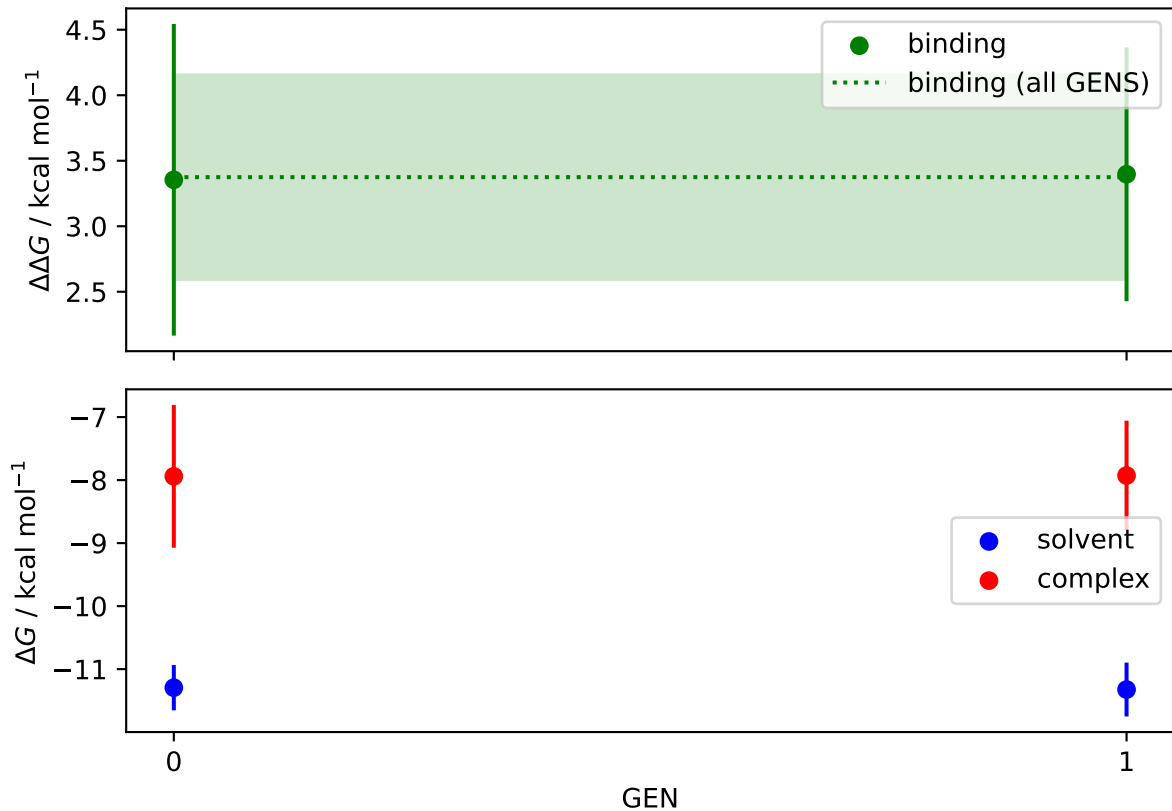 4.5
4.0
3.5
3.0
2.5
ΔΔG / kcal mol⁻¹
binding
binding (all GENS)
−7
−8
−9
−10
−11
ΔG / kcal mol⁻¹
solvent
complex
0
1
GEN